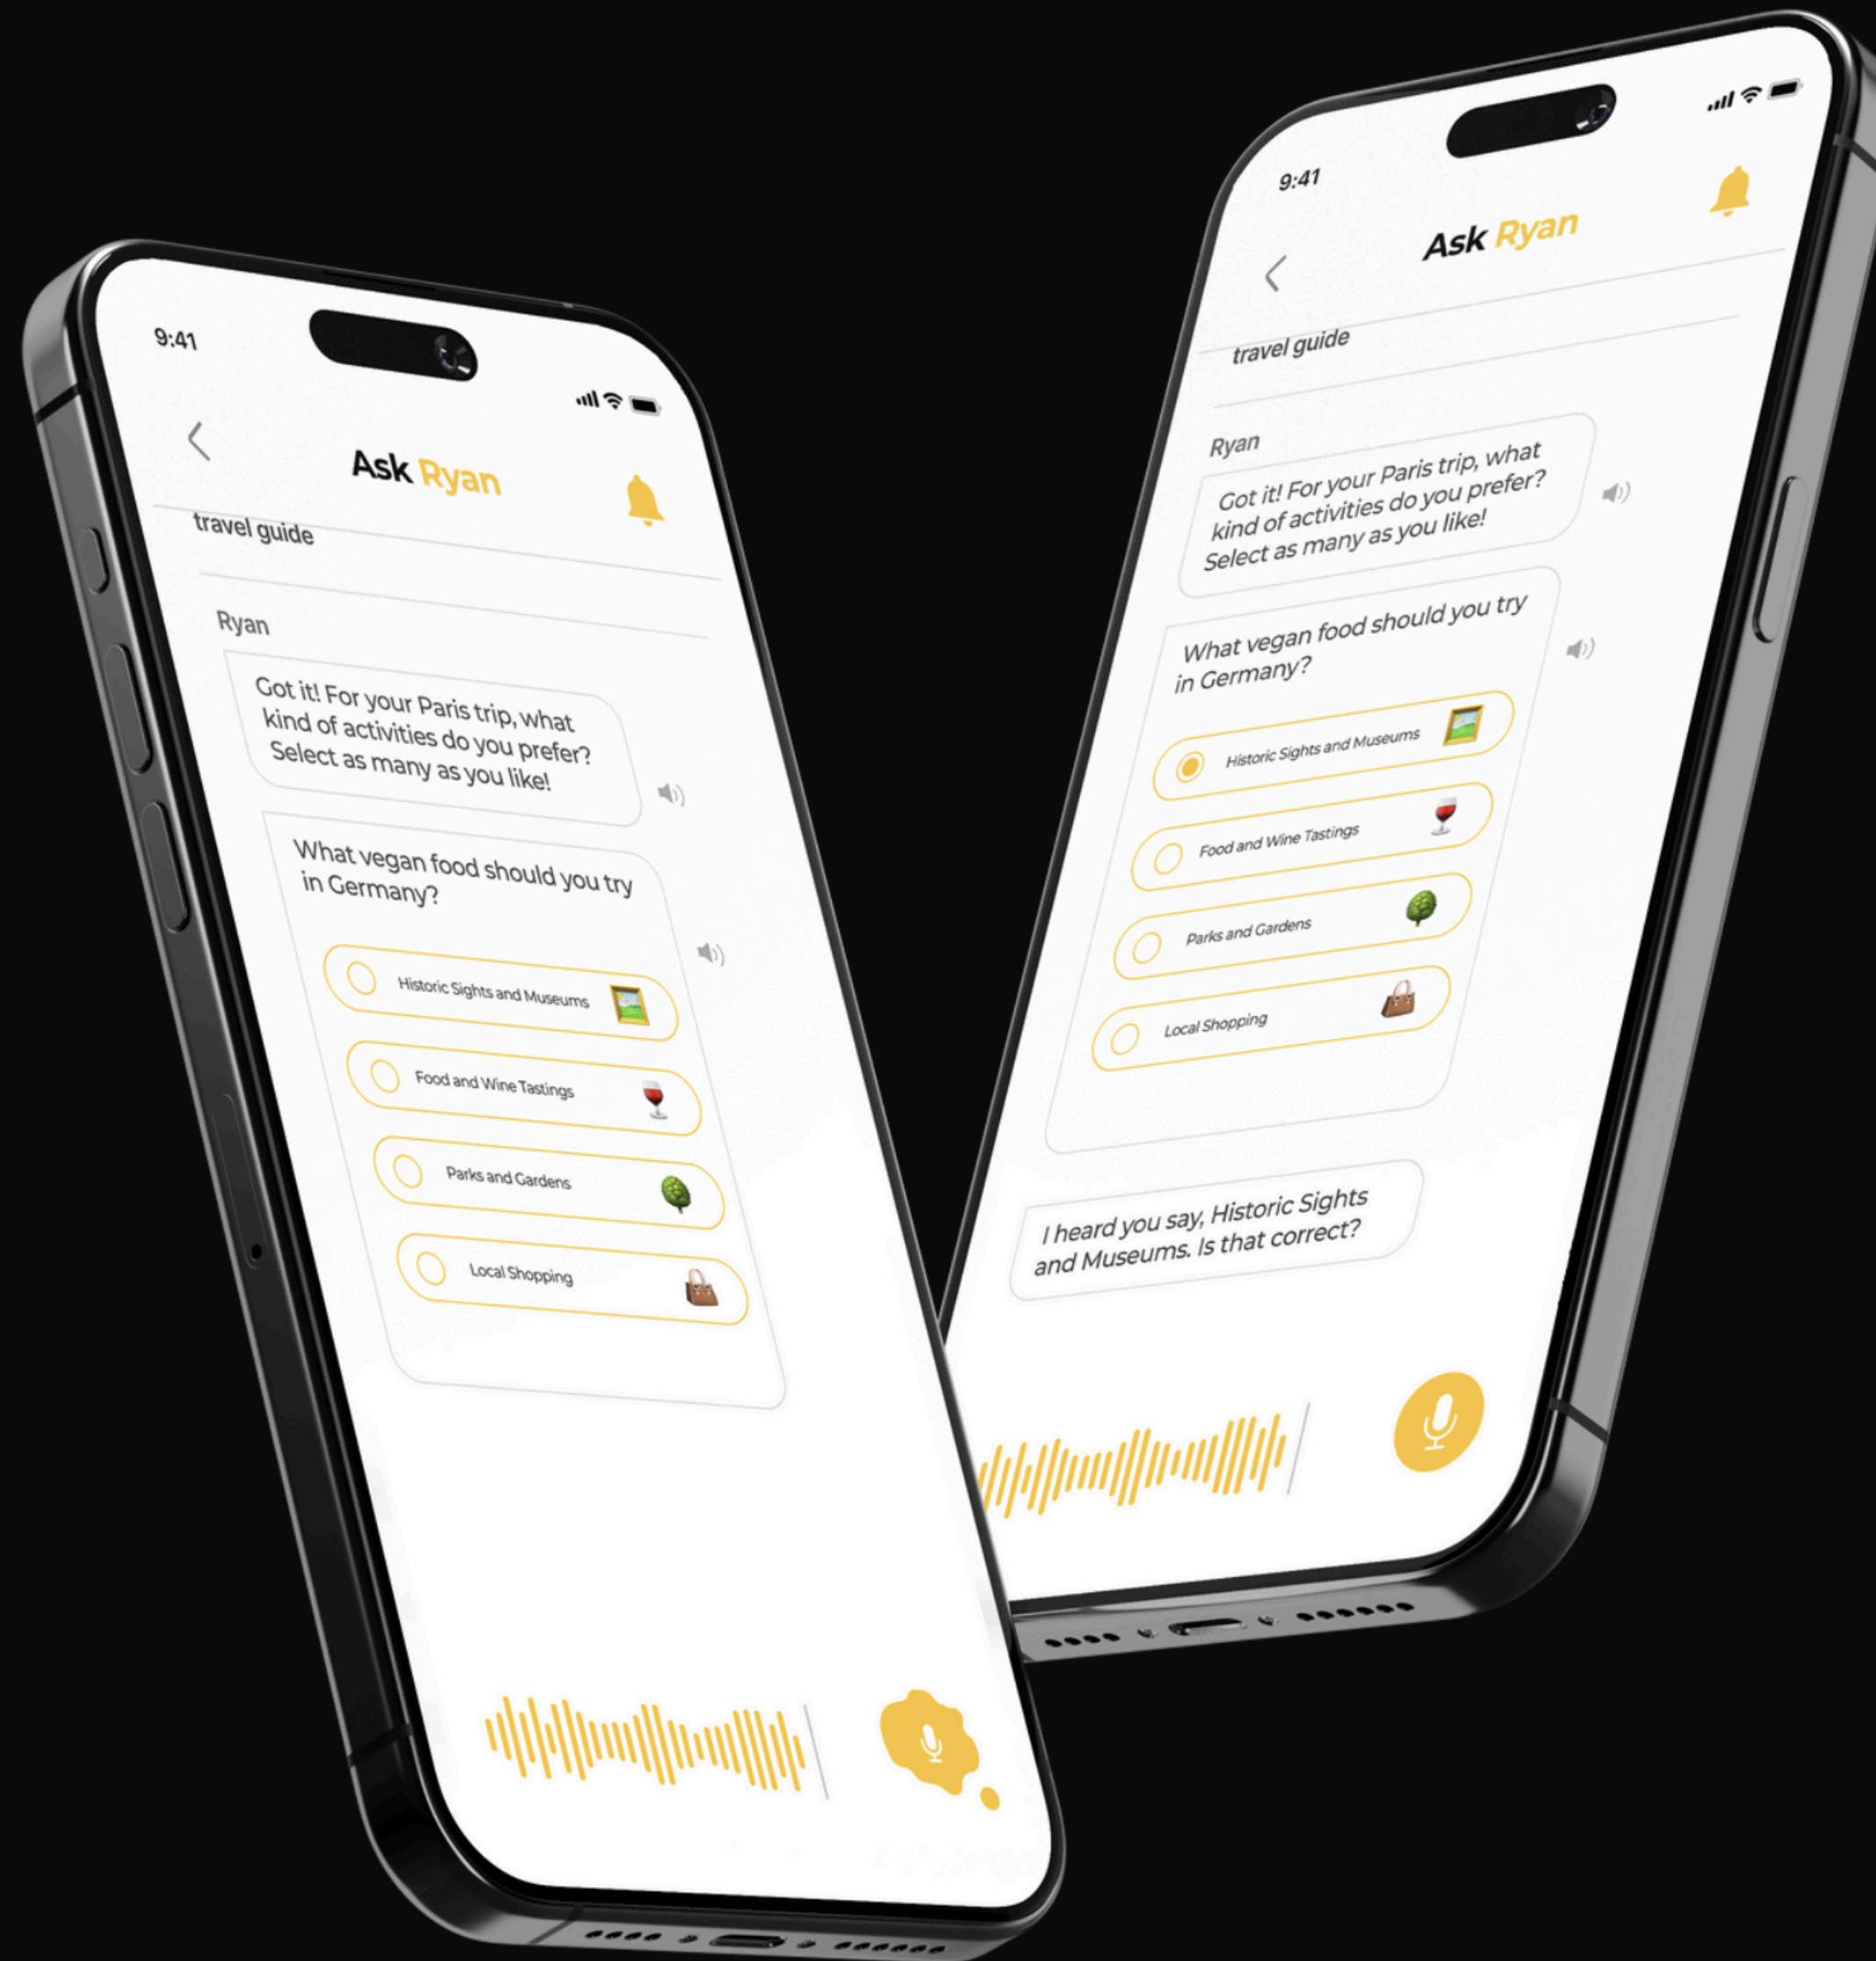 9:41
Ask Ryan
travel guide
Ryan
Got it! For your Paris trip, what
kind of activities do you prefer?
Select as many as you like!
What vegan food should you try
in Germany?
Historic Sights and Museums
Food and Wine Tastings
Parks and Gardens
Local Shopping
9:41
Ask Ryan
travel guide
Ryan
Got it! For your Paris trip, what
kind of activities do you prefer?
Select as many as you like!
What vegan food should you try
in Germany?
Historic Sights and Museums
Food and Wine Tastings
Parks and Gardens
Local Shopping
I heard you say, Historic Sights
and Museums. Is that correct?